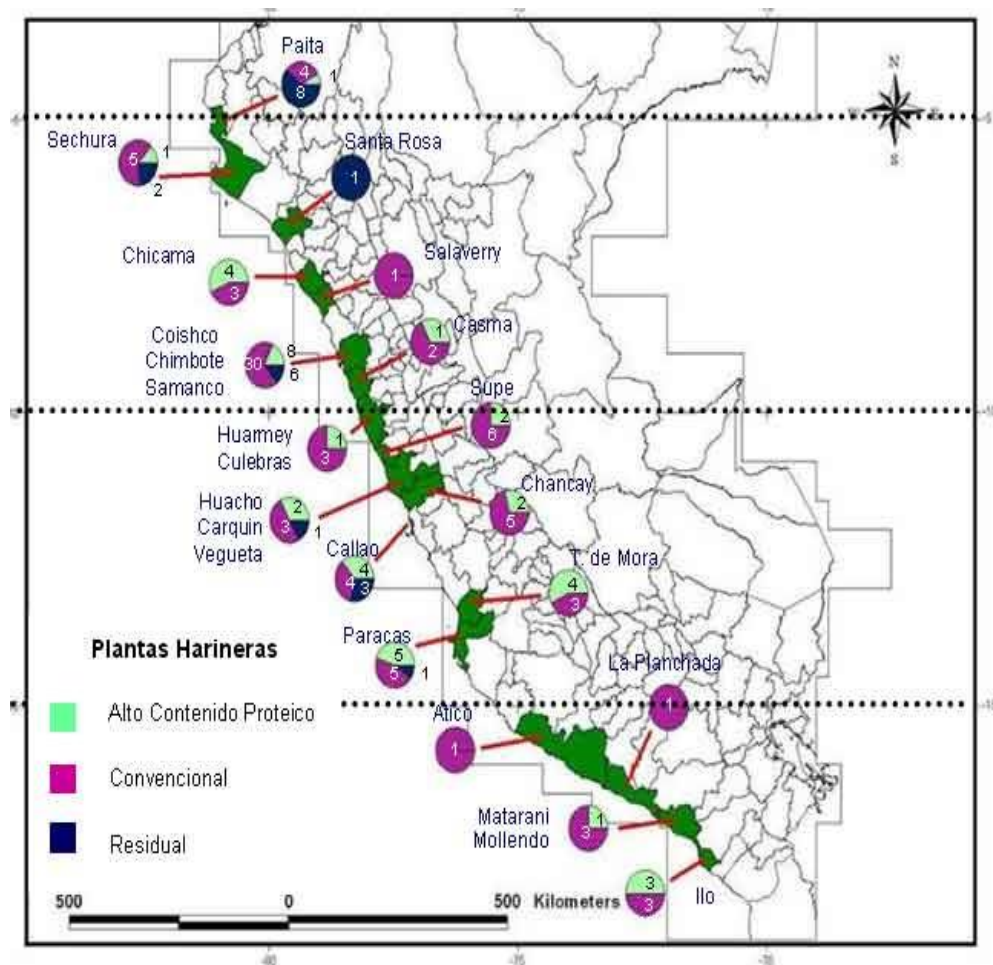 Paita
4
1
8
N
S
Sechura
5
1
2
Santa Rosa
1
Chicama
4
3
Salaverry
1
Coishco
Chimbote
Samanco
30
8
6
Casma
1
2
Supe
2
6
Huarmey
Culebras
1
3
Chancay
2
5
Huacho
Carquin
Vegueta
2
3
1
Callao
4
4
3
T. de Mora
4
3
Paracas
5
5
1
La Planchada
1
Plantas Harineras
Alto Contenido Proteico
Convencional
Residual
Atico
1
Matarani
Mollendo
1
3
Ilo
3
3
500 0 500 Kilometers